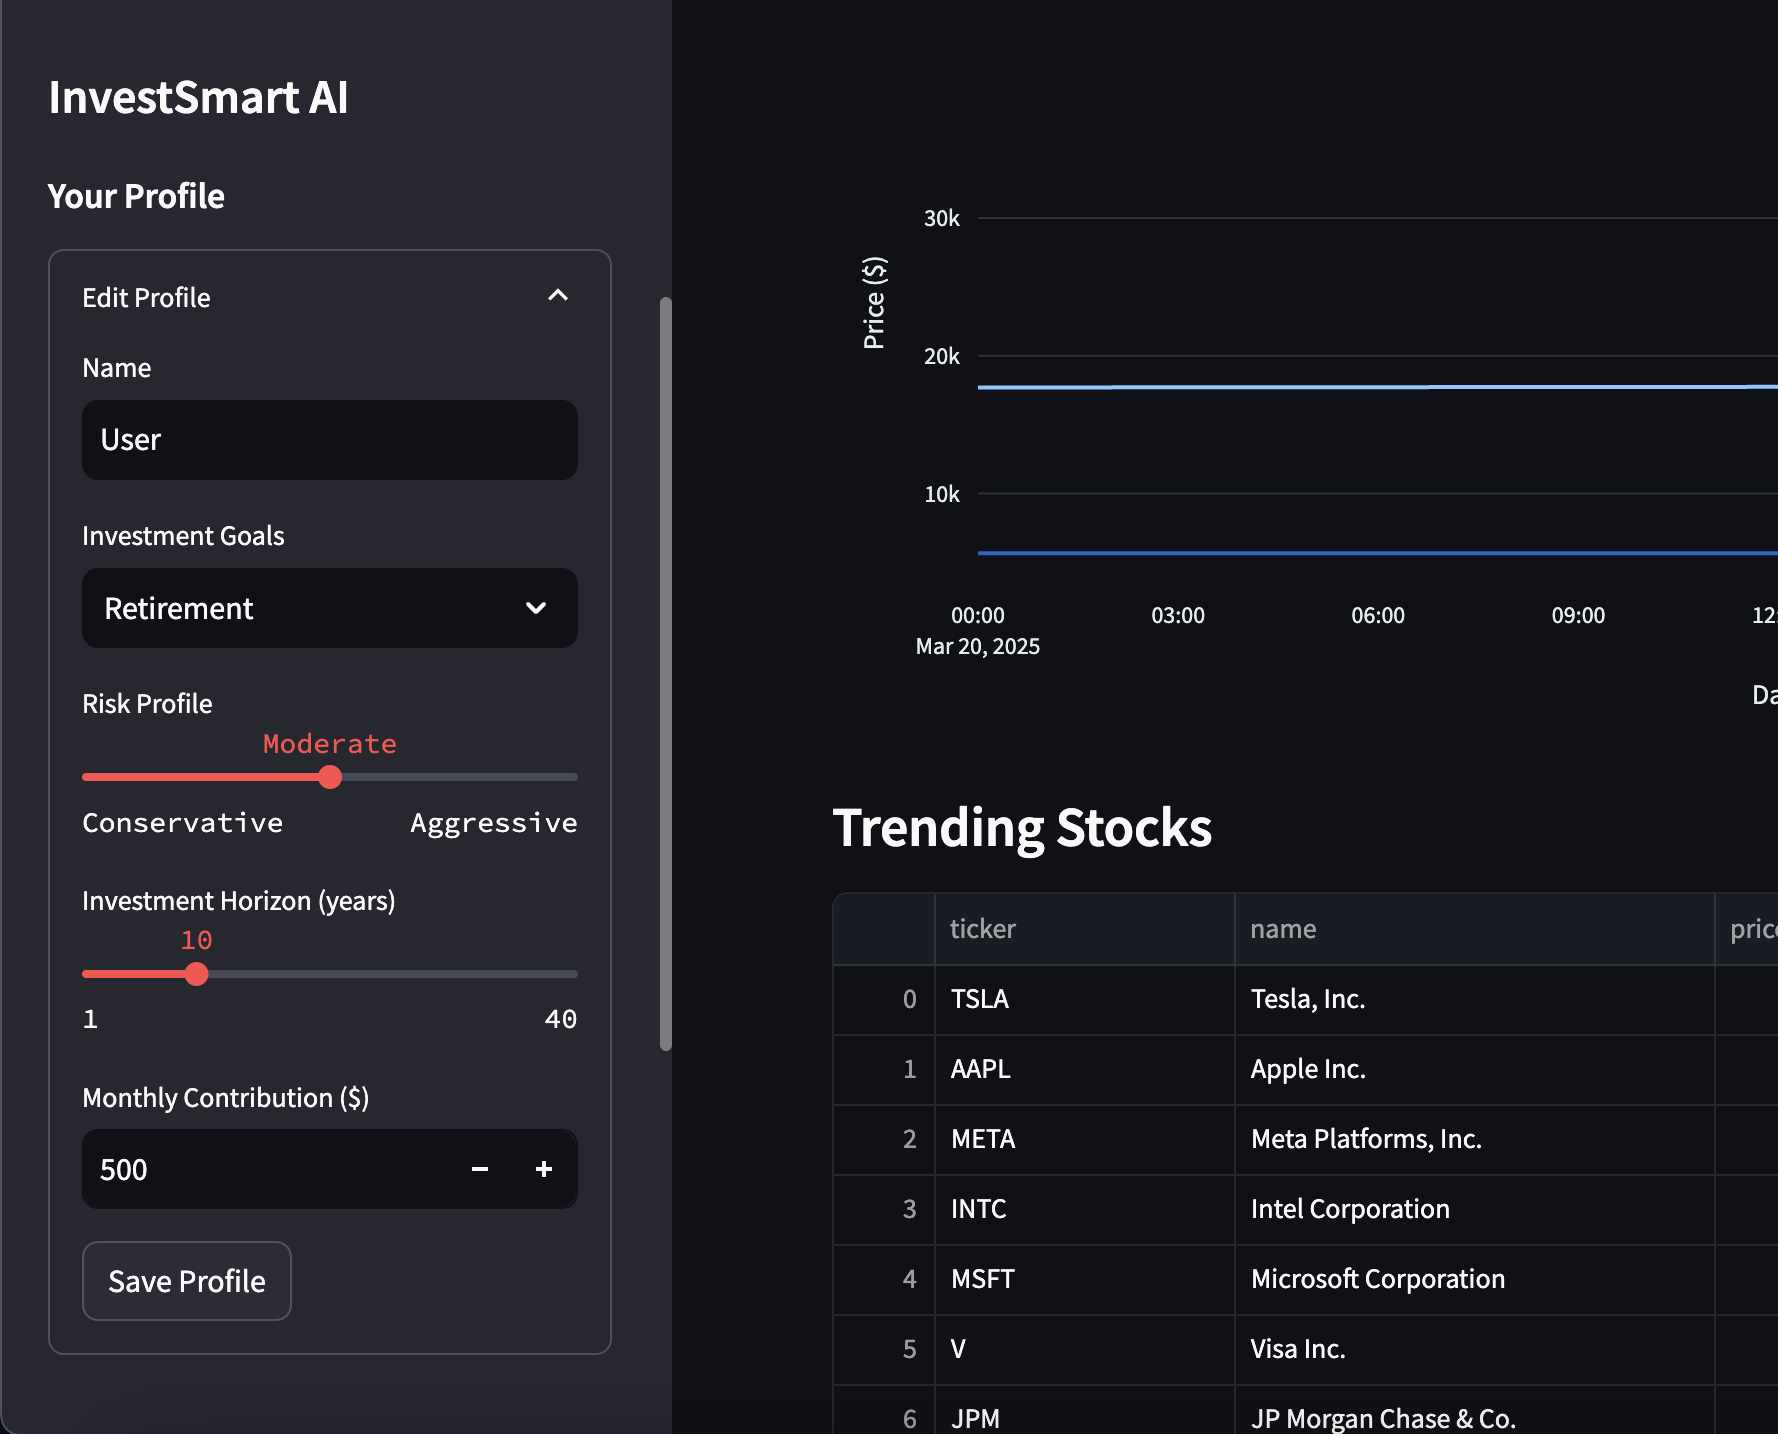 InvestSmart AI
Your Profile
Edit Profile
Name
User
Investment Goals
Retirement
Risk Profile
Moderate
Conservative Aggressive
Investment Horizon (years)
10
1 40
Monthly Contribution ($)
500 − +
Save Profile
30k
Price ($)
20k
10k
00:00 03:00 06:00 09:00 12:
Mar 20, 2025
Da
Trending Stocks
ticker name price
0 TSLA Tesla, Inc.
1 AAPL Apple Inc.
2 META Meta Platforms, Inc.
3 INTC Intel Corporation
4 MSFT Microsoft Corporation
5 V Visa Inc.
6 JPM JP Morgan Chase & Co.